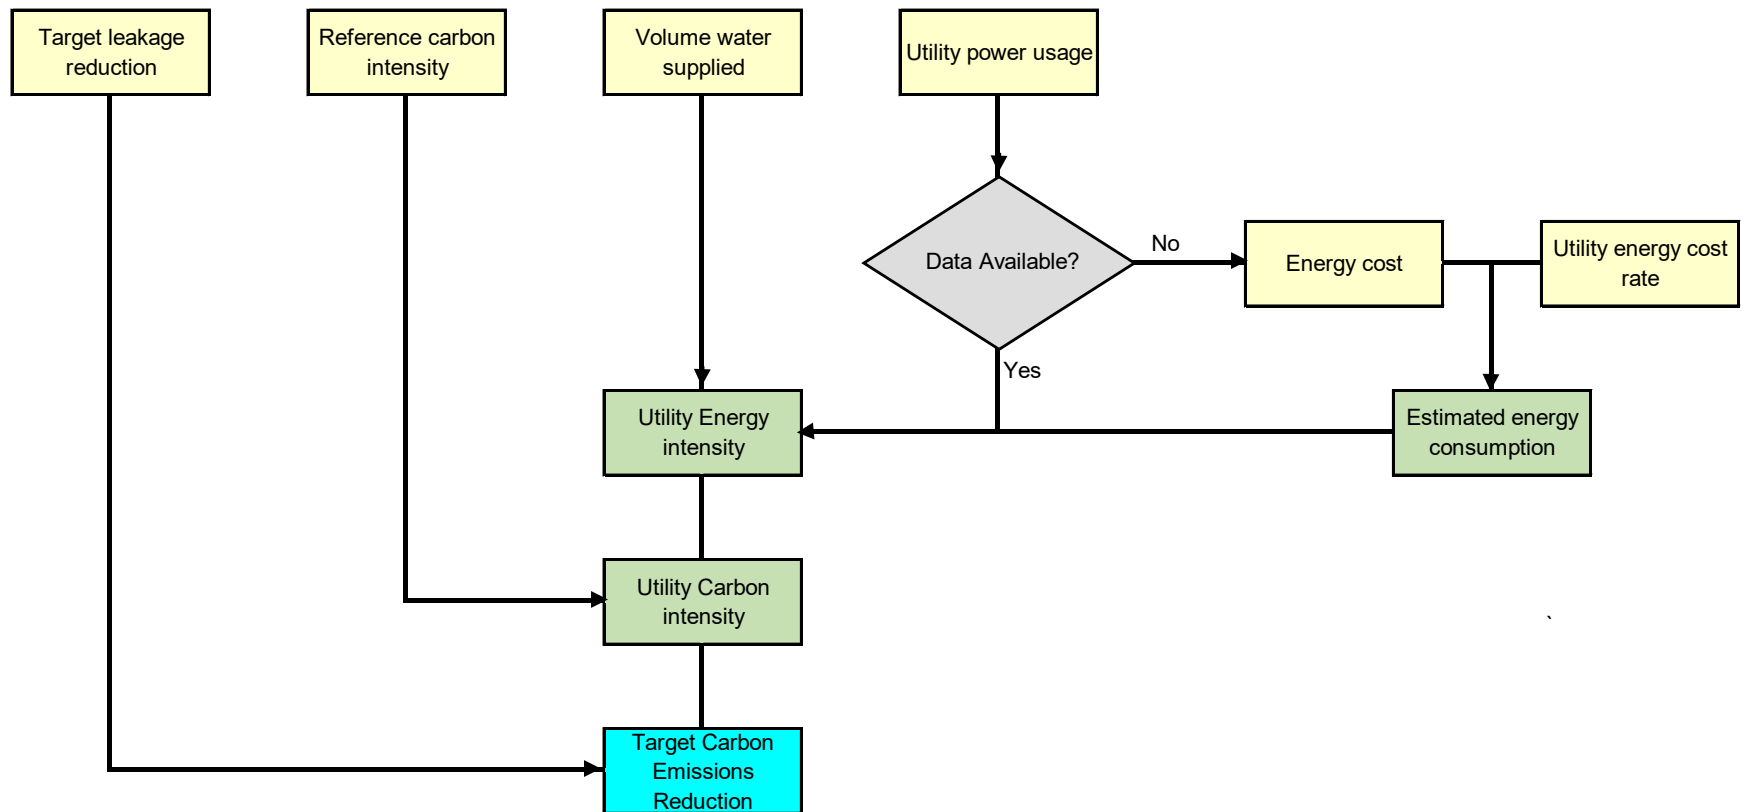 Target leakage
reduction
Reference carbon
intensity
Volume water
supplied
Utility power usage
Data Available?
No
Energy cost
Utility energy cost
rate
Yes
Utility Energy
intensity
Estimated energy
consumption
Utility Carbon
intensity
`
Target Carbon
Emissions
Reduction